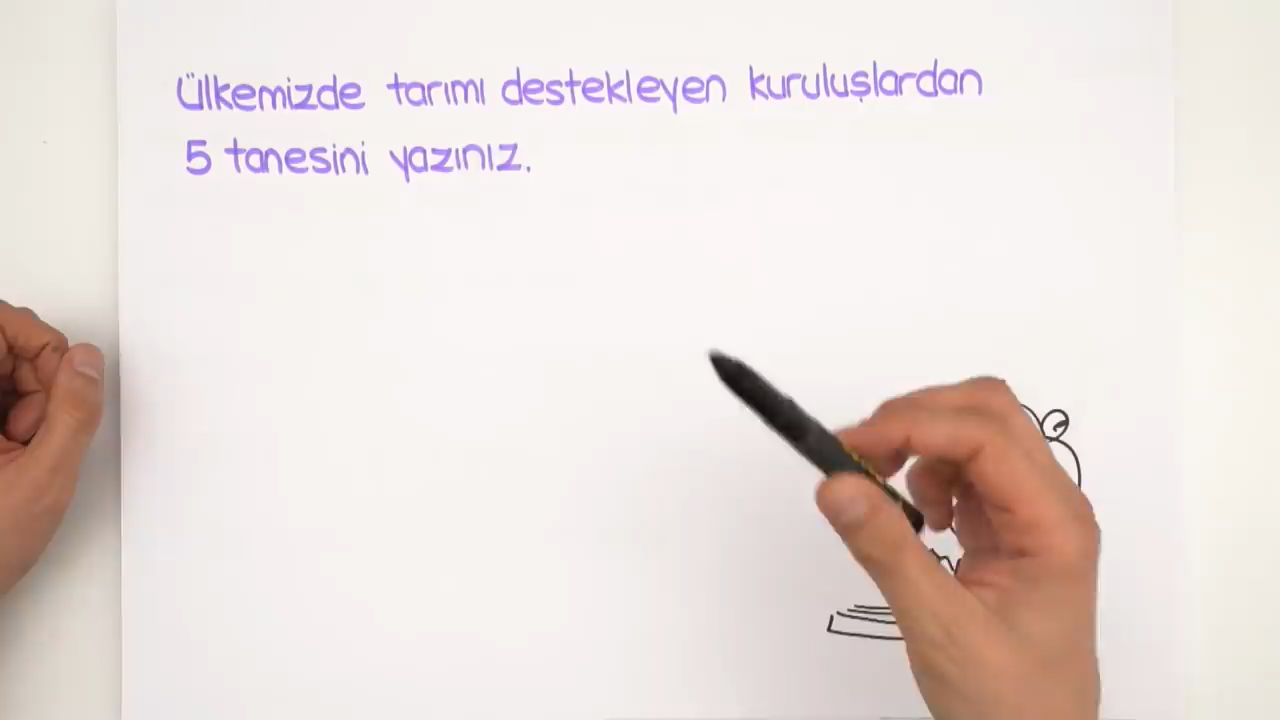 Ülkemizde tarımı destekleyen kuruluşlardan
5 tanesini yazınız.